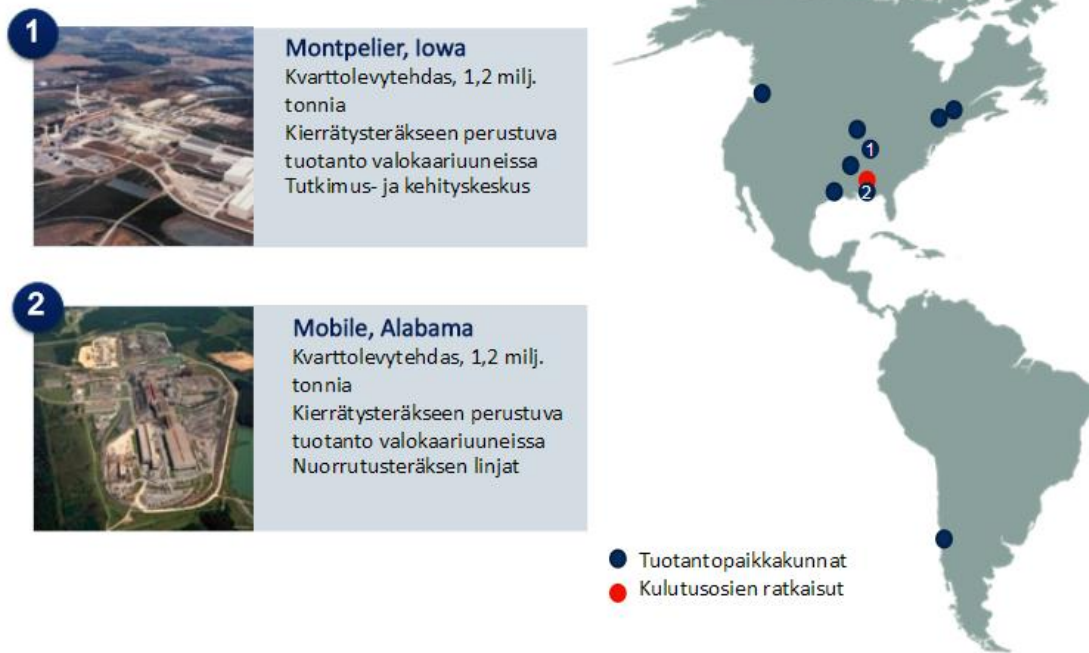 1
Montpelier, Iowa
Kvarttolevytehdas, 1,2 milj.
tonnia
Kierrätysteräkseen perustuva
tuotanto valokaariuuneissa
Tutkimus- ja kehityskeskus
2
Mobile, Alabama
Kvarttolevytehdas, 1,2 milj.
tonnia
Kierrätysteräkseen perustuva
tuotanto valokaariuuneissa
Nuorrutusteräksen linjat
1
2
Tuotantopaikkakunnat
Kulutusosien ratkaisut